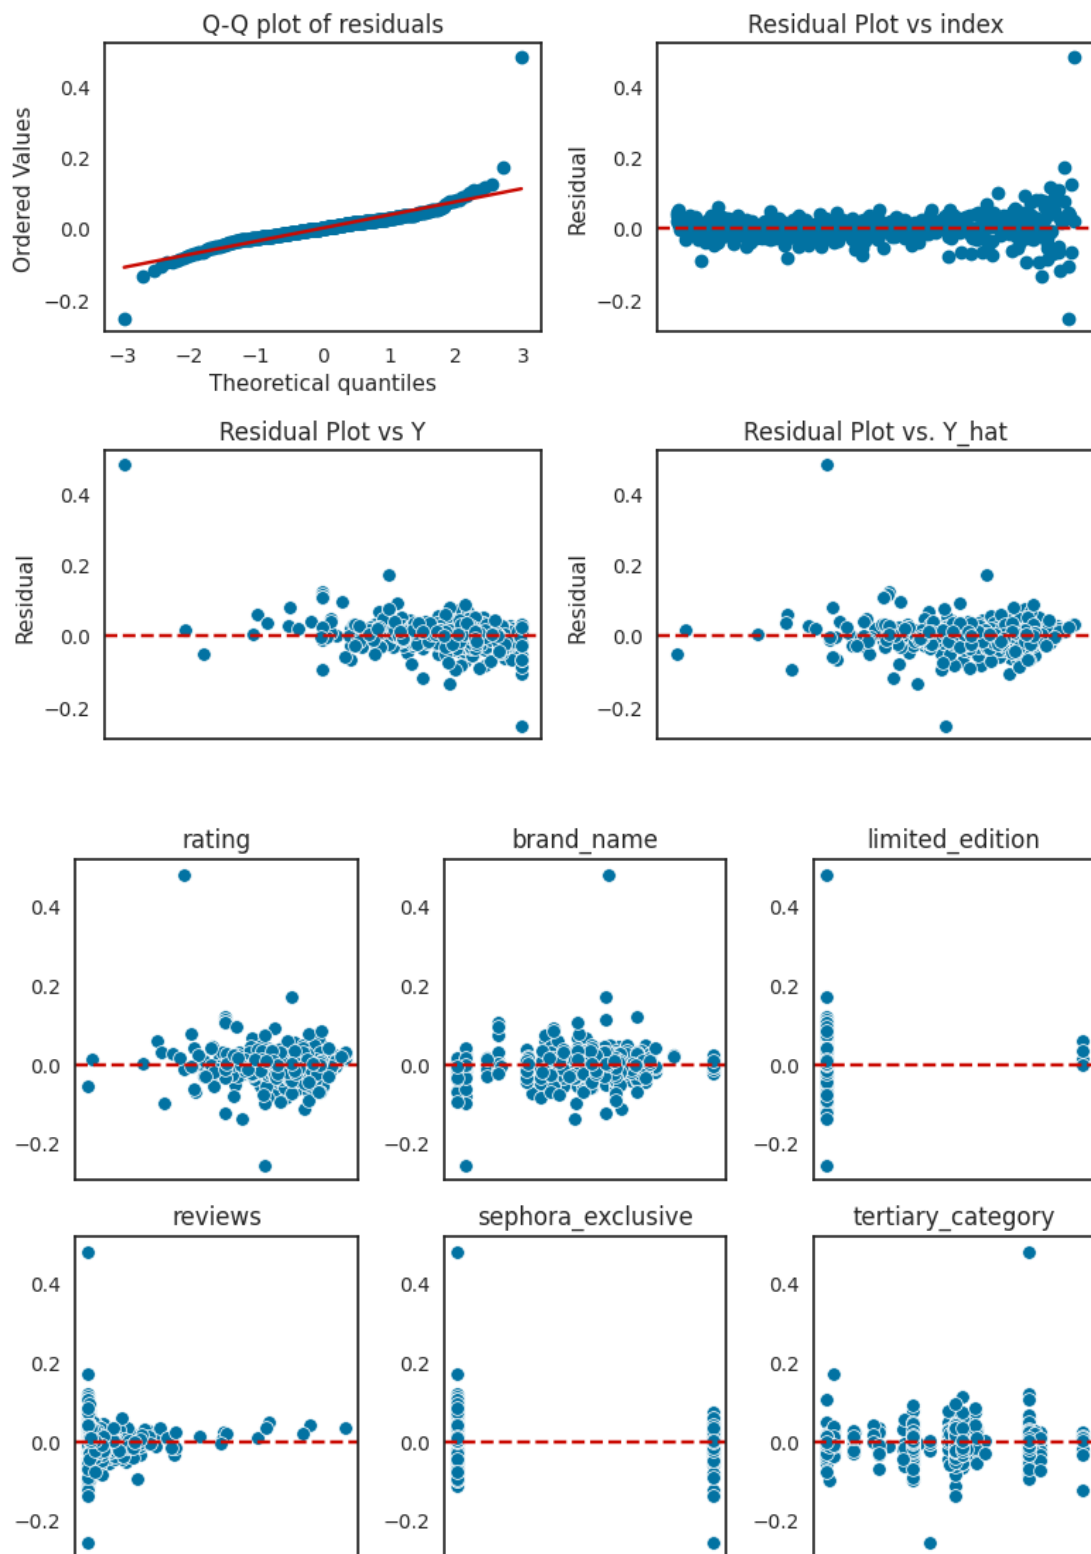 Q-Q plot of residuals
Residual Plot vs index
Ordered Values
0.4
0.2
0.0
−0.2
−3 −2 −1 0 1 2 3
Theoretical quantiles
Residual
0.4
0.2
0.0
−0.2
Residual Plot vs Y
Residual Plot vs. Y_hat
Residual
0.4
0.2
0.0
−0.2
Residual
0.4
0.2
0.0
−0.2
rating
brand_name
limited_edition
0.4
0.2
0.0
−0.2
0.4
0.2
0.0
−0.2
0.4
0.2
0.0
−0.2
reviews
sephora_exclusive
tertiary_category
0.4
0.2
0.0
−0.2
0.4
0.2
0.0
−0.2
0.4
0.2
0.0
−0.2